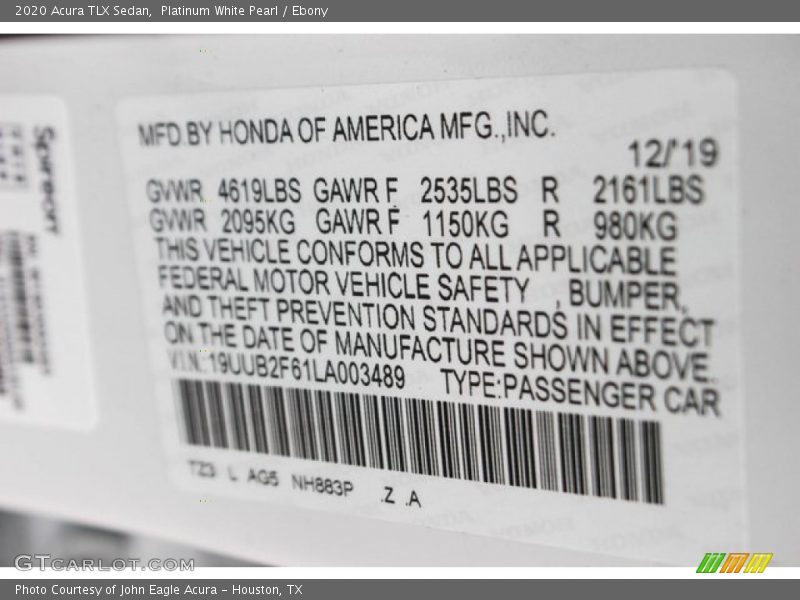 2020 Acura TLX Sedan,  Platinum White Pearl / Ebony
MFD.BY HONDA OF AMERICA MFG.,INC.
12/'19
GVWR 4619LBS GAWR F 2535LBS R 2161LBS
GVWR 2095KG GAWR F 1150KG R 980KG
THIS VEHICLE CONFORMS TO ALL APPLICABLE
FEDERAL MOTOR VEHICLE SAFETY , BUMPER,
AND THEFT PREVENTION STANDARDS IN EFFECT
ON THE DATE OF MANUFACTURE SHOWN ABOVE.
V.I.N.:19UUB2F61LA003489 TYPE:PASSENGER CAR
TZ3 L AG5 NH883P .Z .A
GTCARLOT.COM
Photo Courtesy of John Eagle Acura - Houston, TX